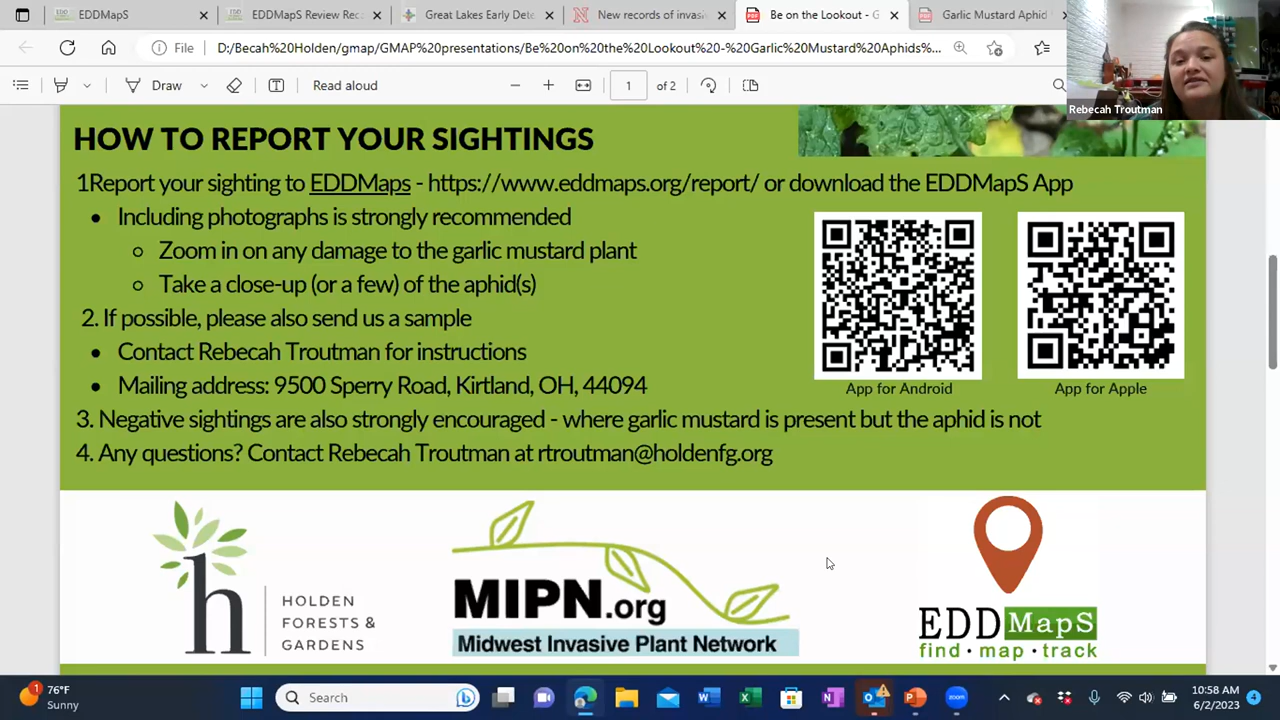 EDDMapS
EDDMapS Review Rec
Great Lakes Early Dete
New records of invasi
Be on the Lookout - G
Garlic Mustard Aphid
File
D:/Becah%20Holden/gmap/GMAP%20presentations/Be%20on%20the%20Lookout%20-%20Garlic%20Mustard%20Aphids%...
Draw
Read aloud
1
of 2
Rebecah Troutman
HOW TO REPORT YOUR SIGHTINGS
1Report your sighting to EDDMaps - https://www.eddmaps.org/report/ or download the EDDMapS App
• Including photographs is strongly recommended
○ Zoom in on any damage to the garlic mustard plant
○ Take a close-up (or a few) of the aphid(s)
2. If possible, please also send us a sample
• Contact Rebecah Troutman for instructions
• Mailing address: 9500 Sperry Road, Kirtland, OH, 44094
App for Android
App for Apple
3. Negative sightings are also strongly encouraged - where garlic mustard is present but the aphid is not
4. Any questions? Contact Rebecah Troutman at rtroutman@holdenfg.org
h
HOLDEN
FORESTS &
GARDENS
MIPN.org
Midwest Invasive Plant Network
EDDMapS
find · map · track
1
76°F
Sunny
Search
10:58 AM
6/2/2023
4